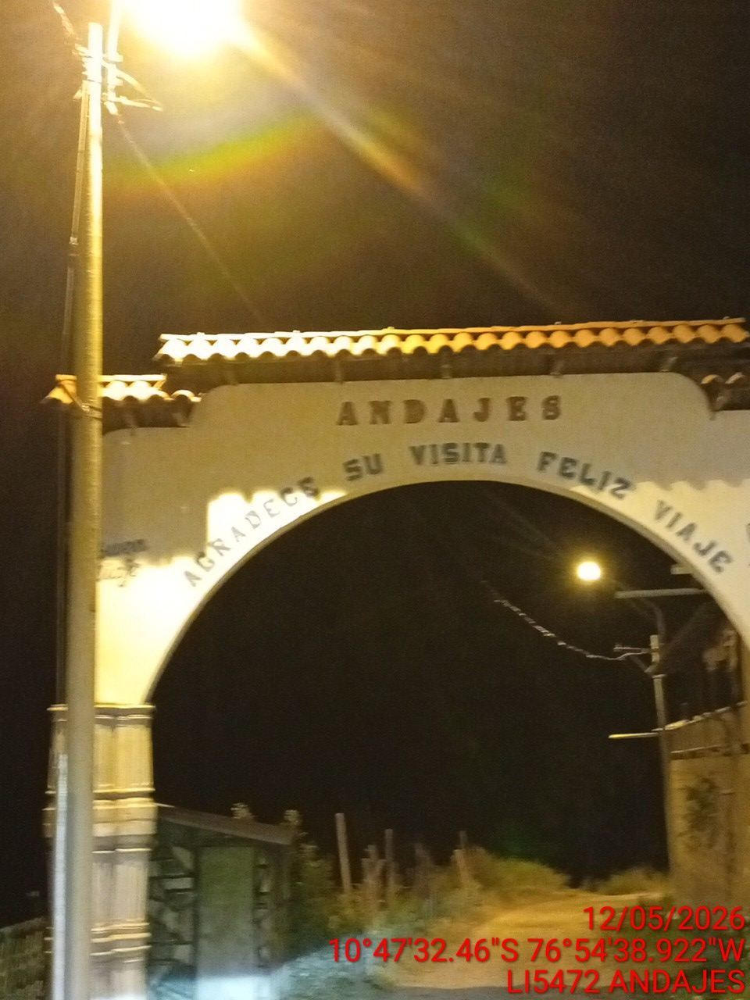 ANDAJES
AGRADECE SU VISITA FELIZ VIAJE
12/05/2026
10°47'32.46"S 76°54'38.922"W
LI5472 ANDAJES